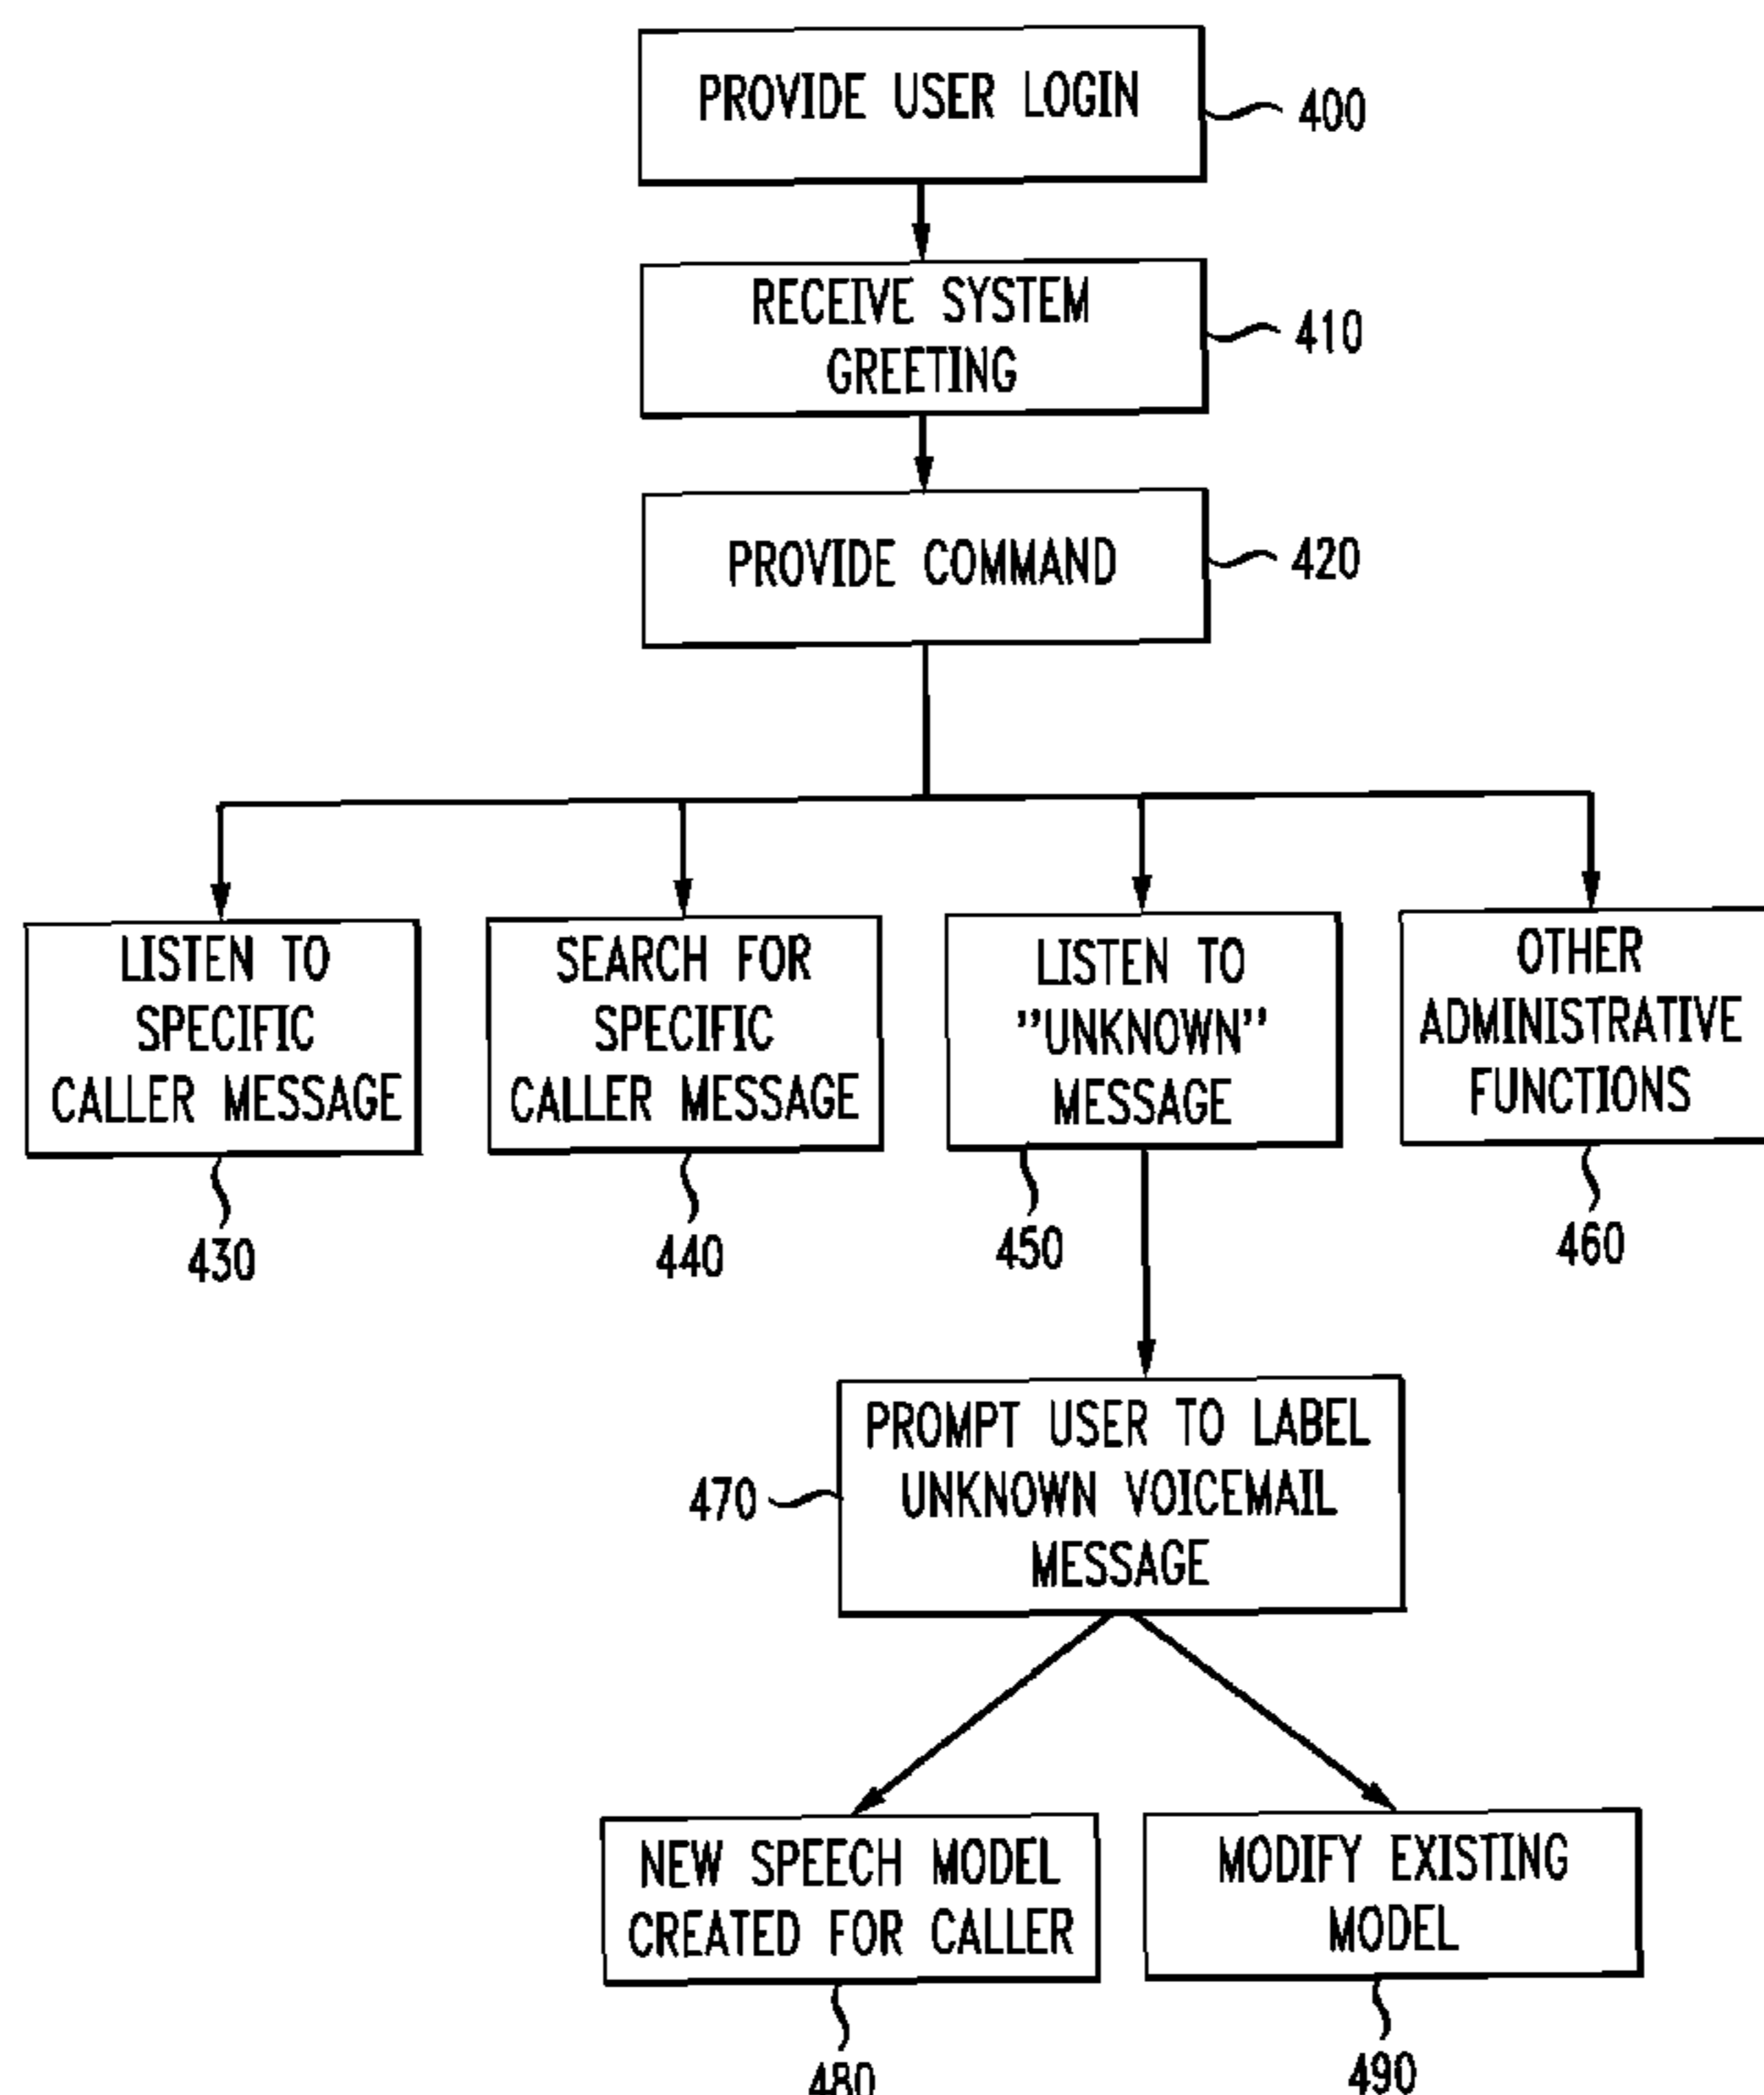 PROVIDE USER LOGIN
400
RECEIVE SYSTEM
GREETING
410
PROVIDE COMMAND
420
LISTEN TO
SPECIFIC
CALLER MESSAGE
430
SEARCH FOR
SPECIFIC
CALLER MESSAGE
440
LISTEN TO
"UNKNOWN"
MESSAGE
450
OTHER
ADMINISTRATIVE
FUNCTIONS
460
PROMPT USER TO LABEL
UNKNOWN VOICEMAIL
MESSAGE
470
NEW SPEECH MODEL
CREATED FOR CALLER
480
MODIFY EXISTING
MODEL
490